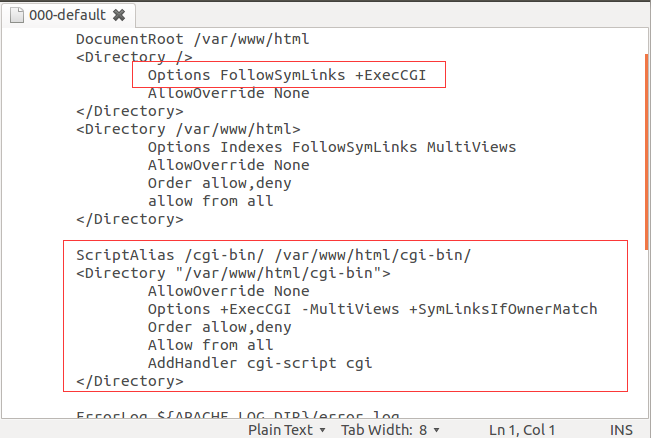 000-default
DocumentRoot /var/www/html
<Directory />
Options FollowSymLinks +ExecCGI
AllowOverride None
</Directory>
<Directory /var/www/html>
Options Indexes FollowSymLinks MultiViews
AllowOverride None
Order allow,deny
allow from all
</Directory>
ScriptAlias /cgi-bin/ /var/www/html/cgi-bin/
<Directory "/var/www/html/cgi-bin">
AllowOverride None
Options +ExecCGI -MultiViews +SymLinksIfOwnerMatch
Order allow,deny
Allow from all
AddHandler cgi-script cgi
</Directory>
ErrorLog ${APACHE_LOG_DIR}/error.log
Plain Text Tab Width: 8 Ln 1, Col 1 INS